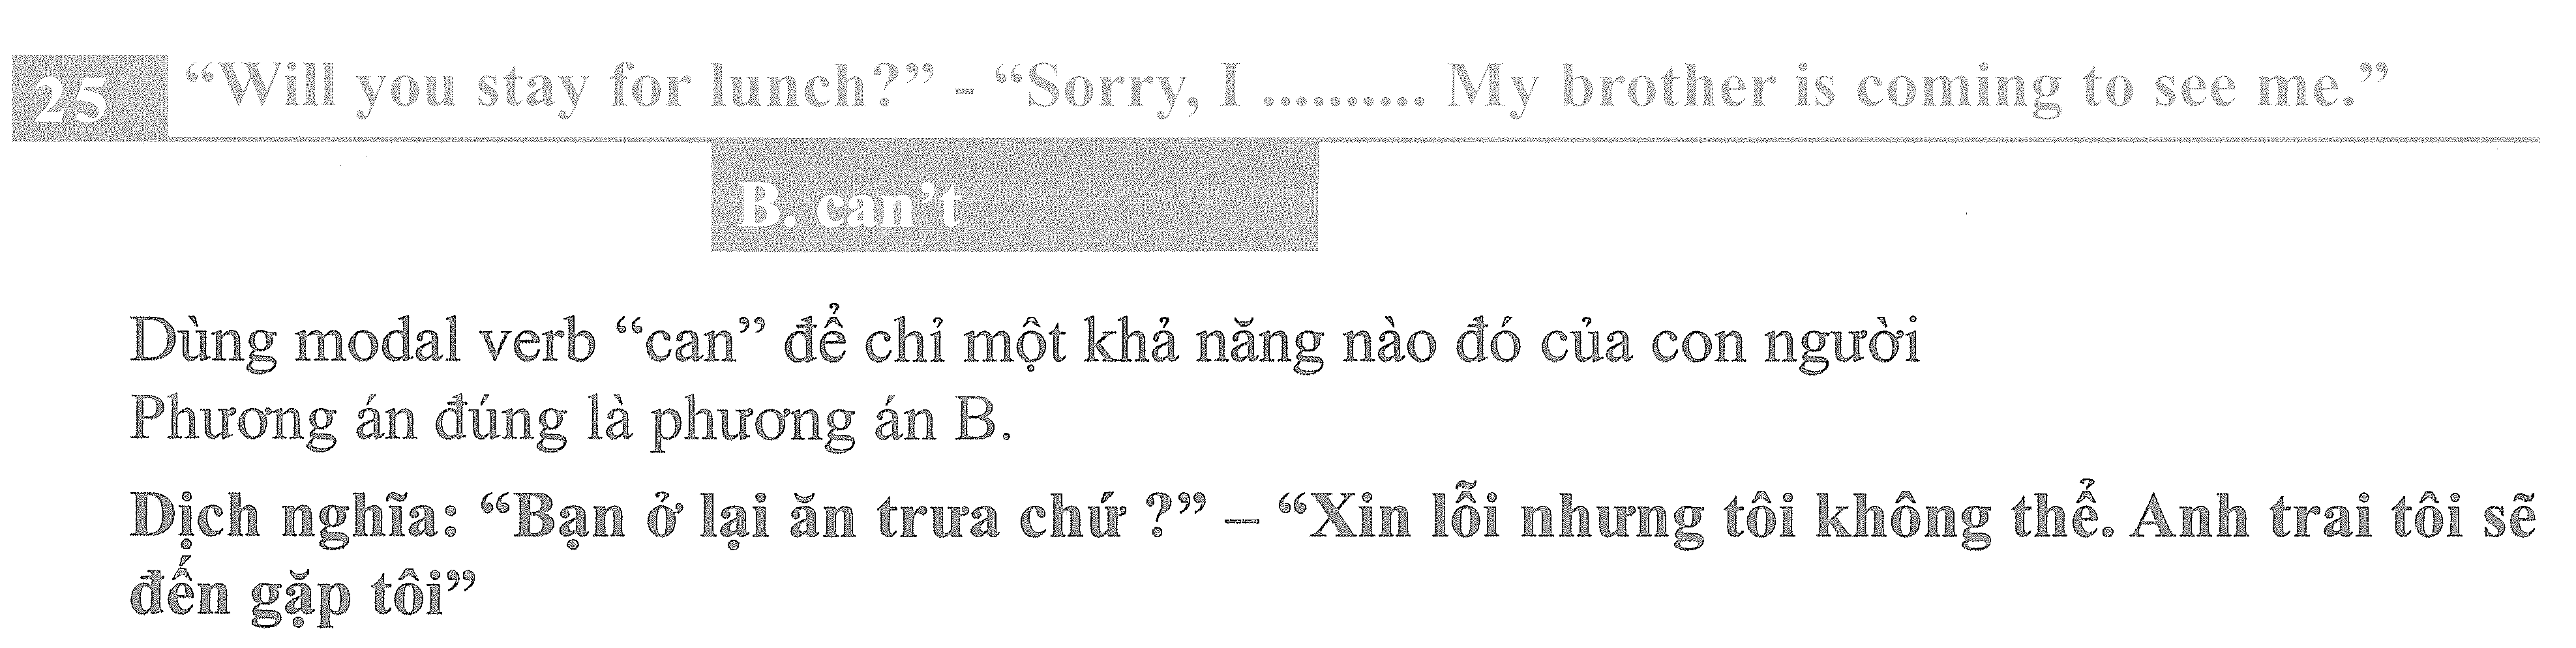 25 “Will you stay for lunch?” - “Sorry, I .......... My brother is coming to see me.”
B. can’t
Dùng modal verb “can” để chỉ một khả năng nào đó của con người
Phương án đúng là phương án B.
Dịch nghĩa: “Bạn ở lại ăn trưa chứ ?” – “Xin lỗi nhưng tôi không thể. Anh trai tôi sẽ
đến gặp tôi”